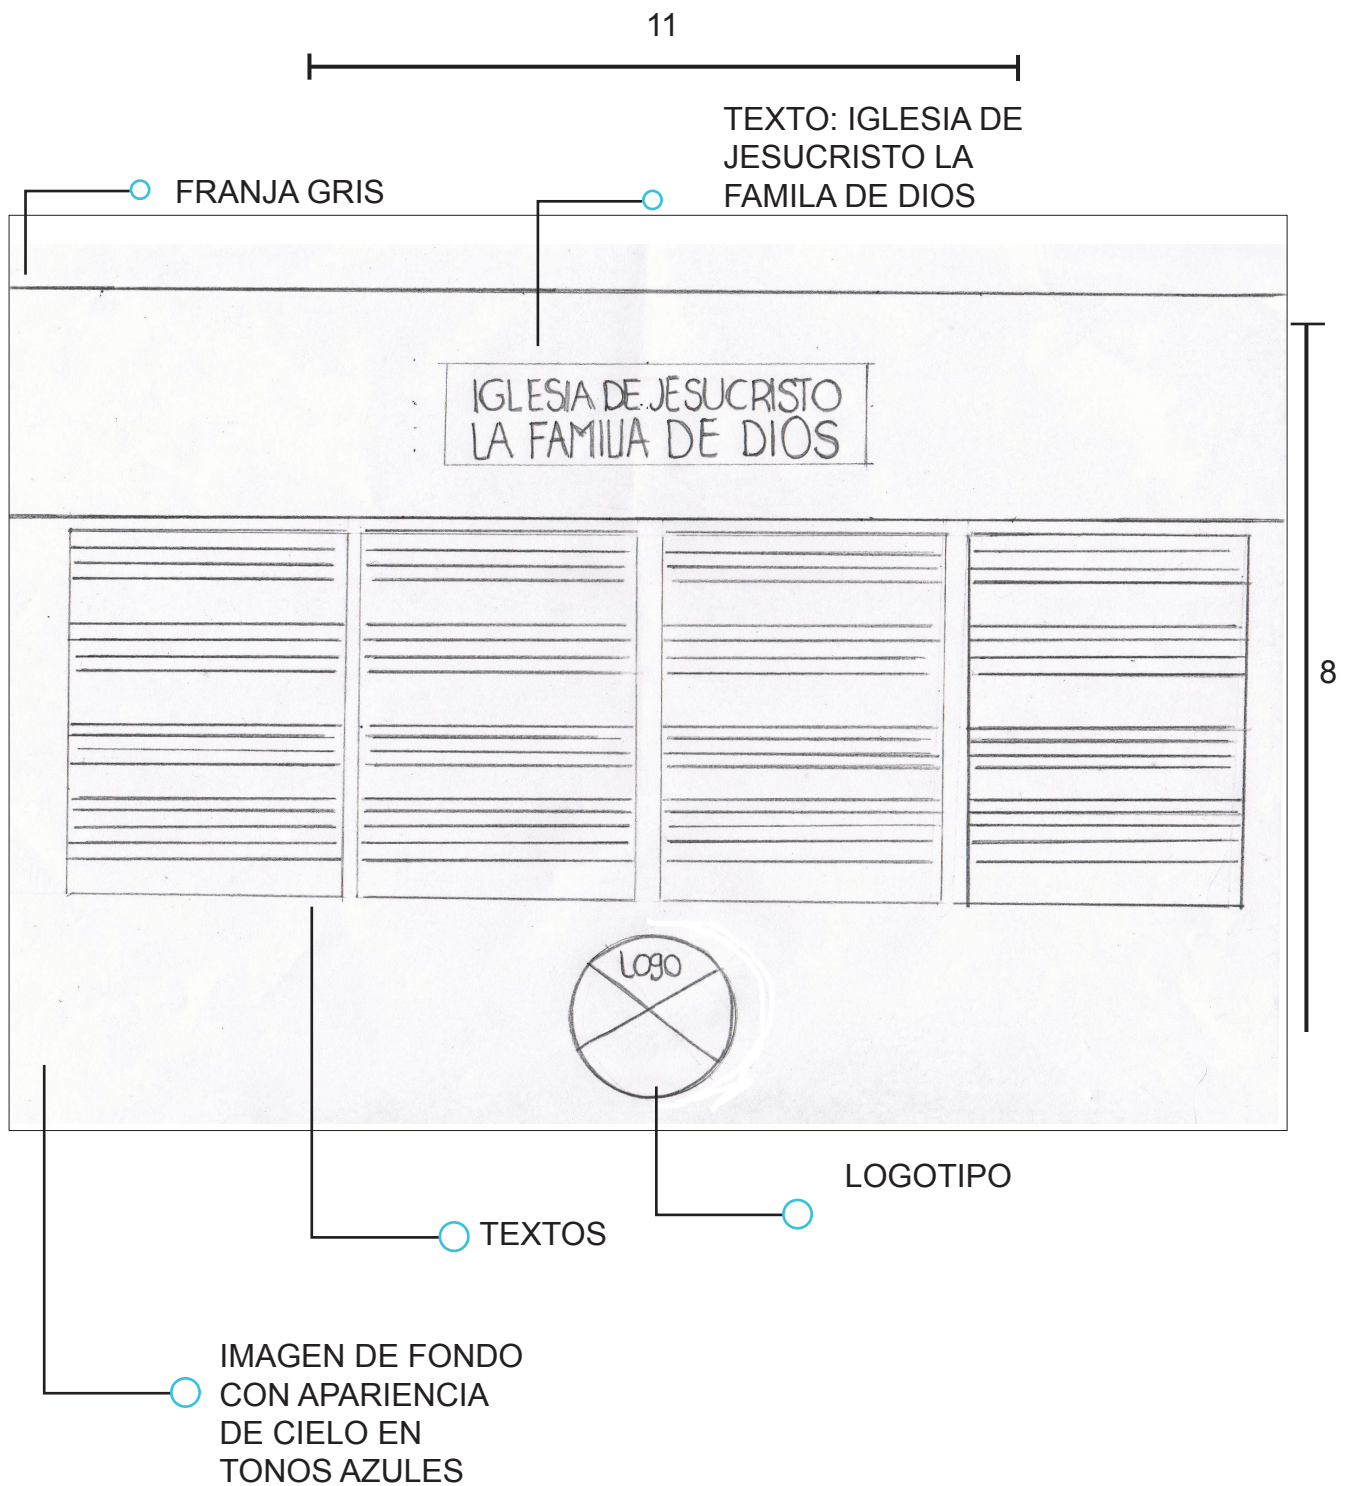 11
TEXTO: IGLESIA DE
JESUCRISTO LA
FAMILA DE DIOS
FRANJA GRIS
IGLESIA DE JESUCRISTO
LA FAMILIA DE DIOS
8
Logo
LOGOTIPO
TEXTOS
IMAGEN DE FONDO
CON APARIENCIA
DE CIELO EN
TONOS AZULES